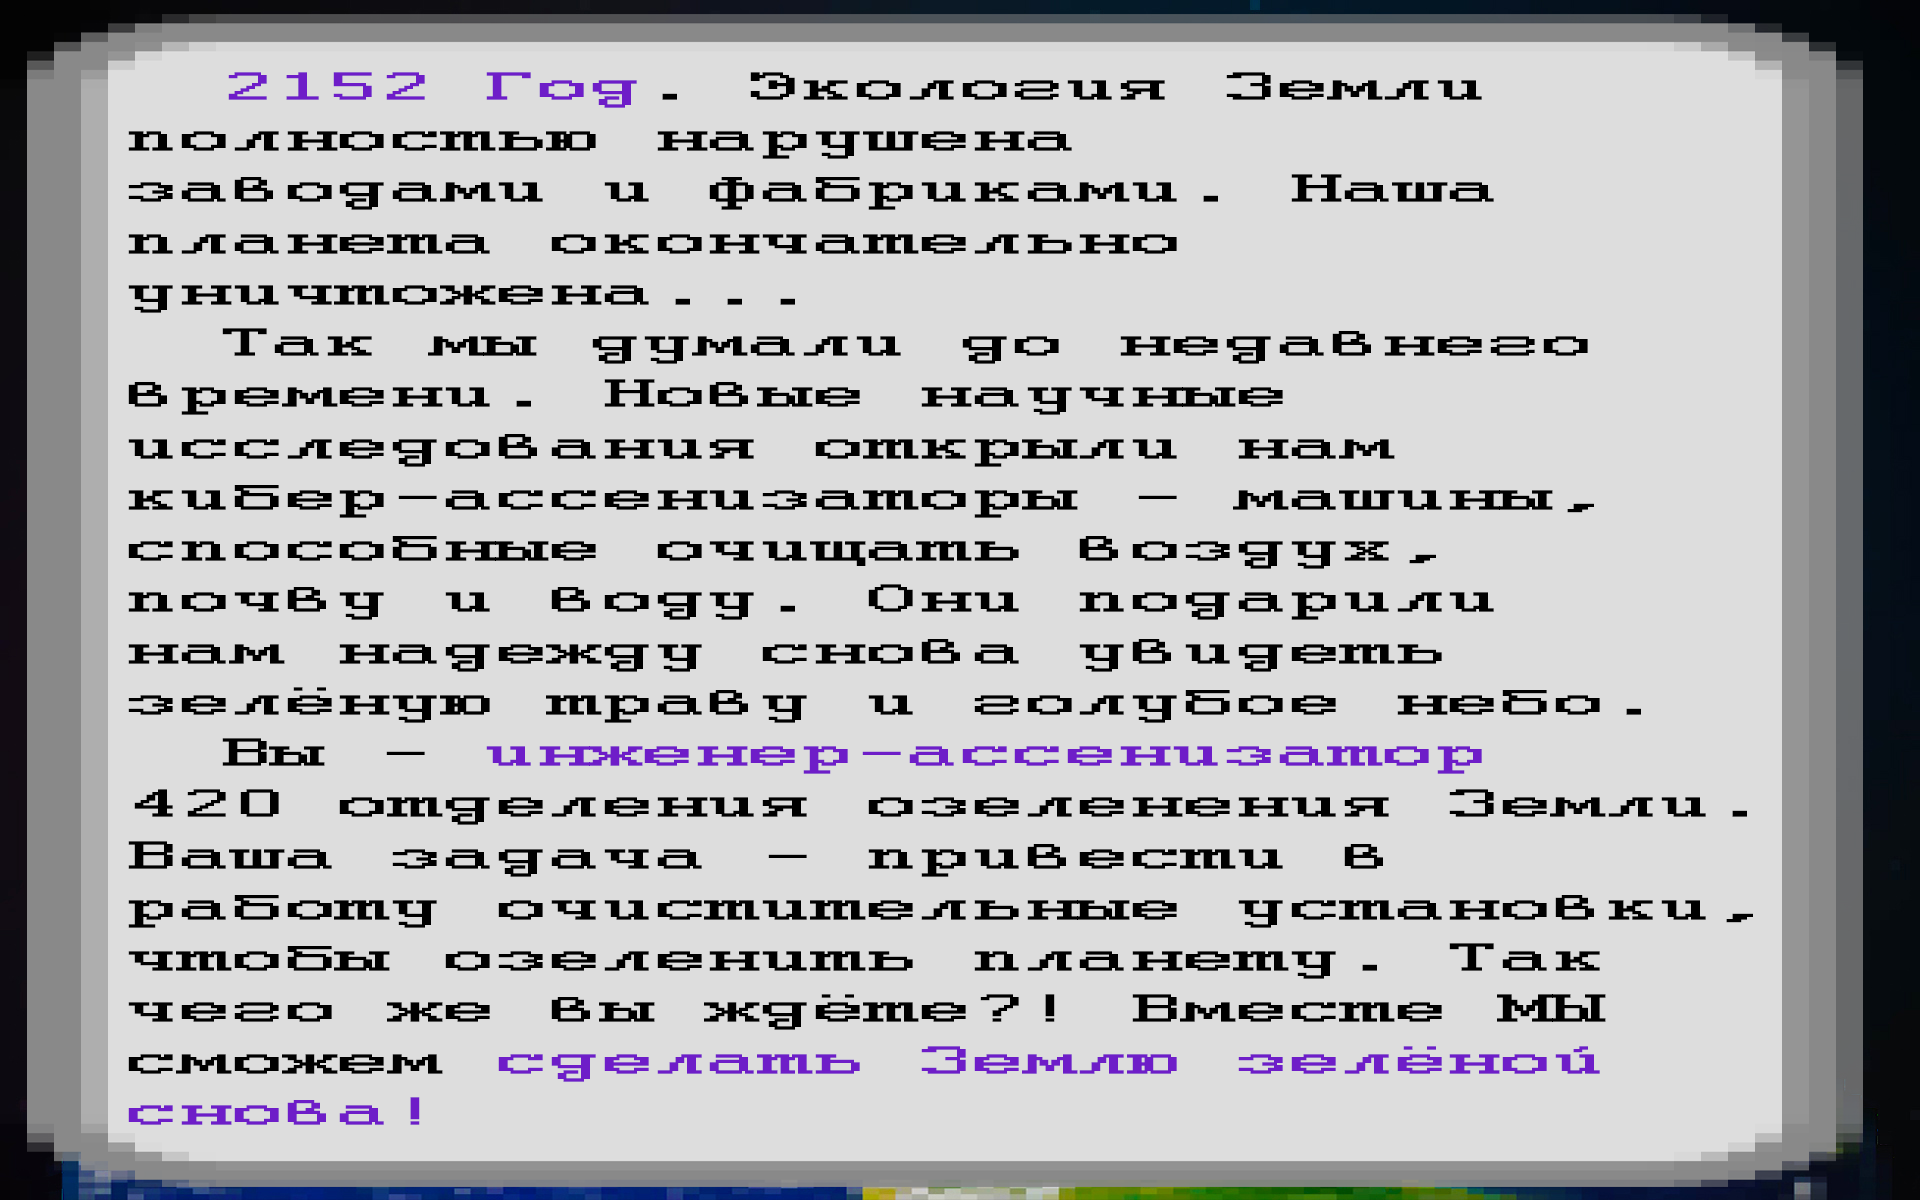 2152 Год. Экология Земли
полностью нарушена
заводами и фабриками. Наша
планета окончательно
уничтожена...
Так мы думали до недавнего
времени. Новые научные
исследования открыли нам
кибер-ассенизаторы - машины,
способные очищать воздух,
почву и воду. Они подарили
нам надежду снова увидеть
зелёную траву и голубое небо.
Вы - инженер-ассенизатор
420 отделения озеленения Земли.
Ваша задача - привести в
работу очистительные установки,
чтобы озеленить планету. Так
чего же вы ждёте?! Вместе МЫ
сможем сделать Землю зелёной
снова!